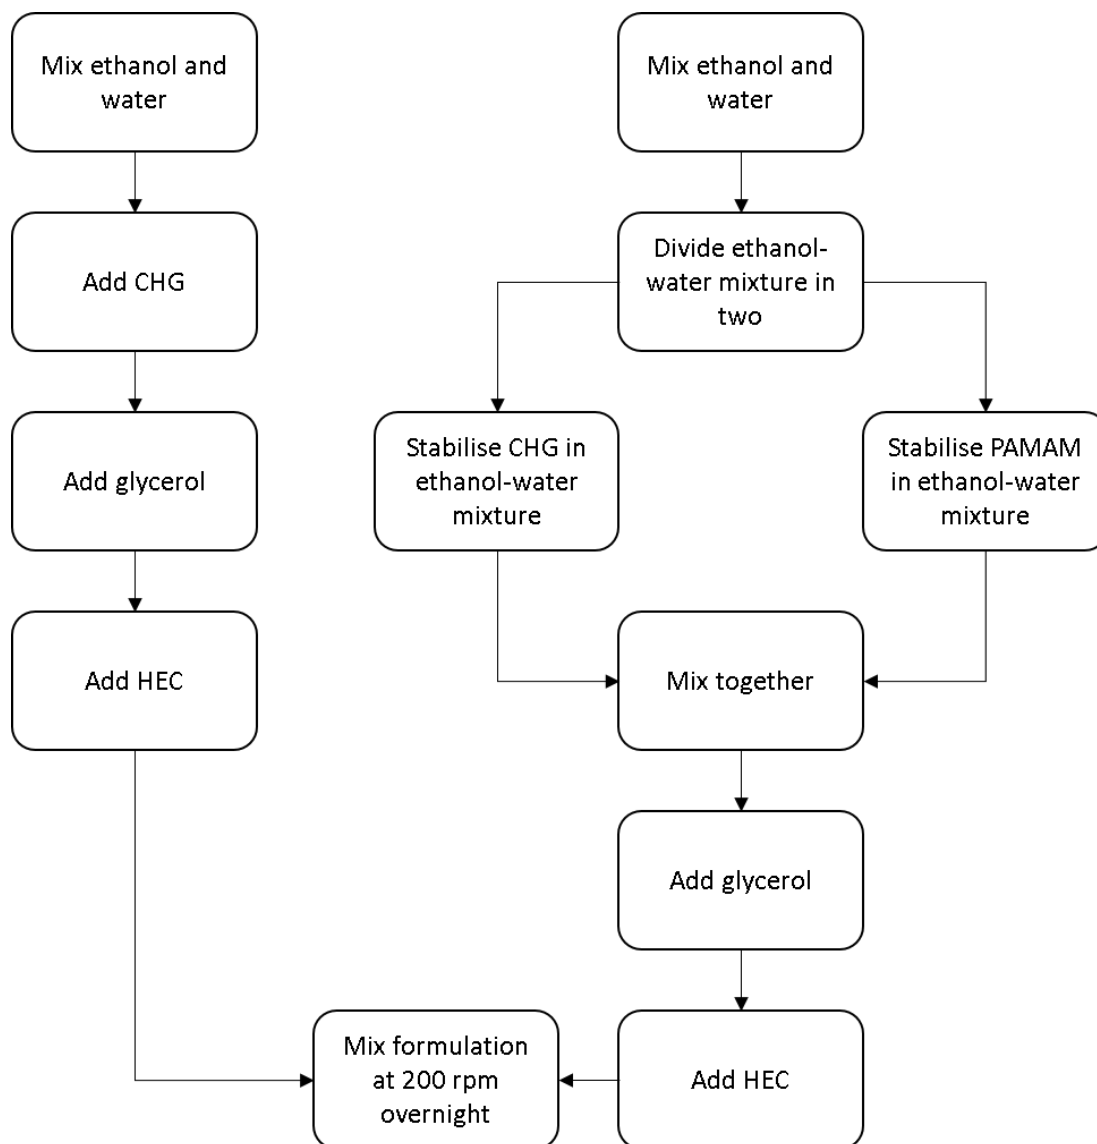 Mix ethanol and
water
Add CHG
Add glycerol
Add HEC
Mix ethanol and
water
Divide ethanol-
water mixture in
two
Stabilise CHG in
ethanol-water
mixture
Stabilise PAMAM
in ethanol-water
mixture
Mix together
Add glycerol
Add HEC
Mix formulation
at 200 rpm
overnight